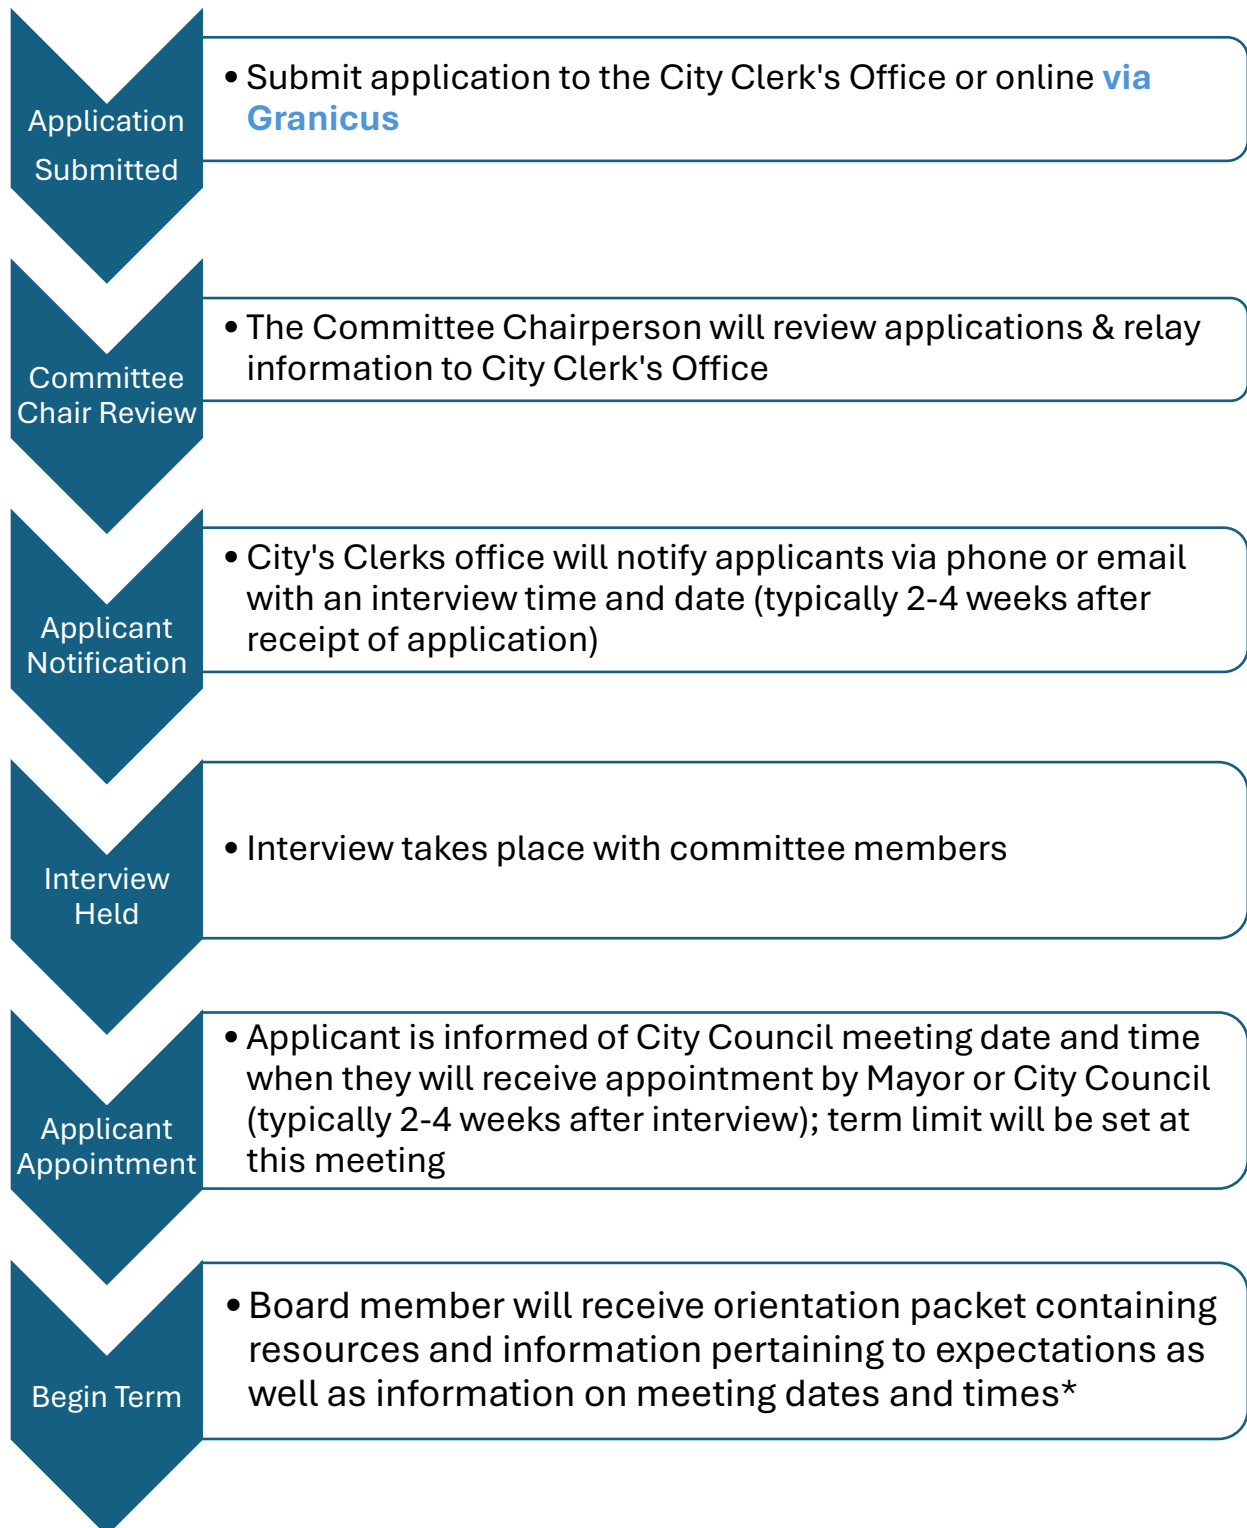 Application
Submitted
• Submit application to the City Clerk's Office or online via
Granicus
Committee
Chair Review
• The Committee Chairperson will review applications & relay
information to City Clerk's Office
Applicant
Notification
• City's Clerks office will notify applicants via phone or email
with an interview time and date (typically 2-4 weeks after
receipt of application)
Interview
Held
• Interview takes place with committee members
Applicant
Appointment
• Applicant is informed of City Council meeting date and time
when they will receive appointment by Mayor or City Council
(typically 2-4 weeks after interview); term limit will be set at
this meeting
Begin Term
• Board member will receive orientation packet containing
resources and information pertaining to expectations as
well as information on meeting dates and times*